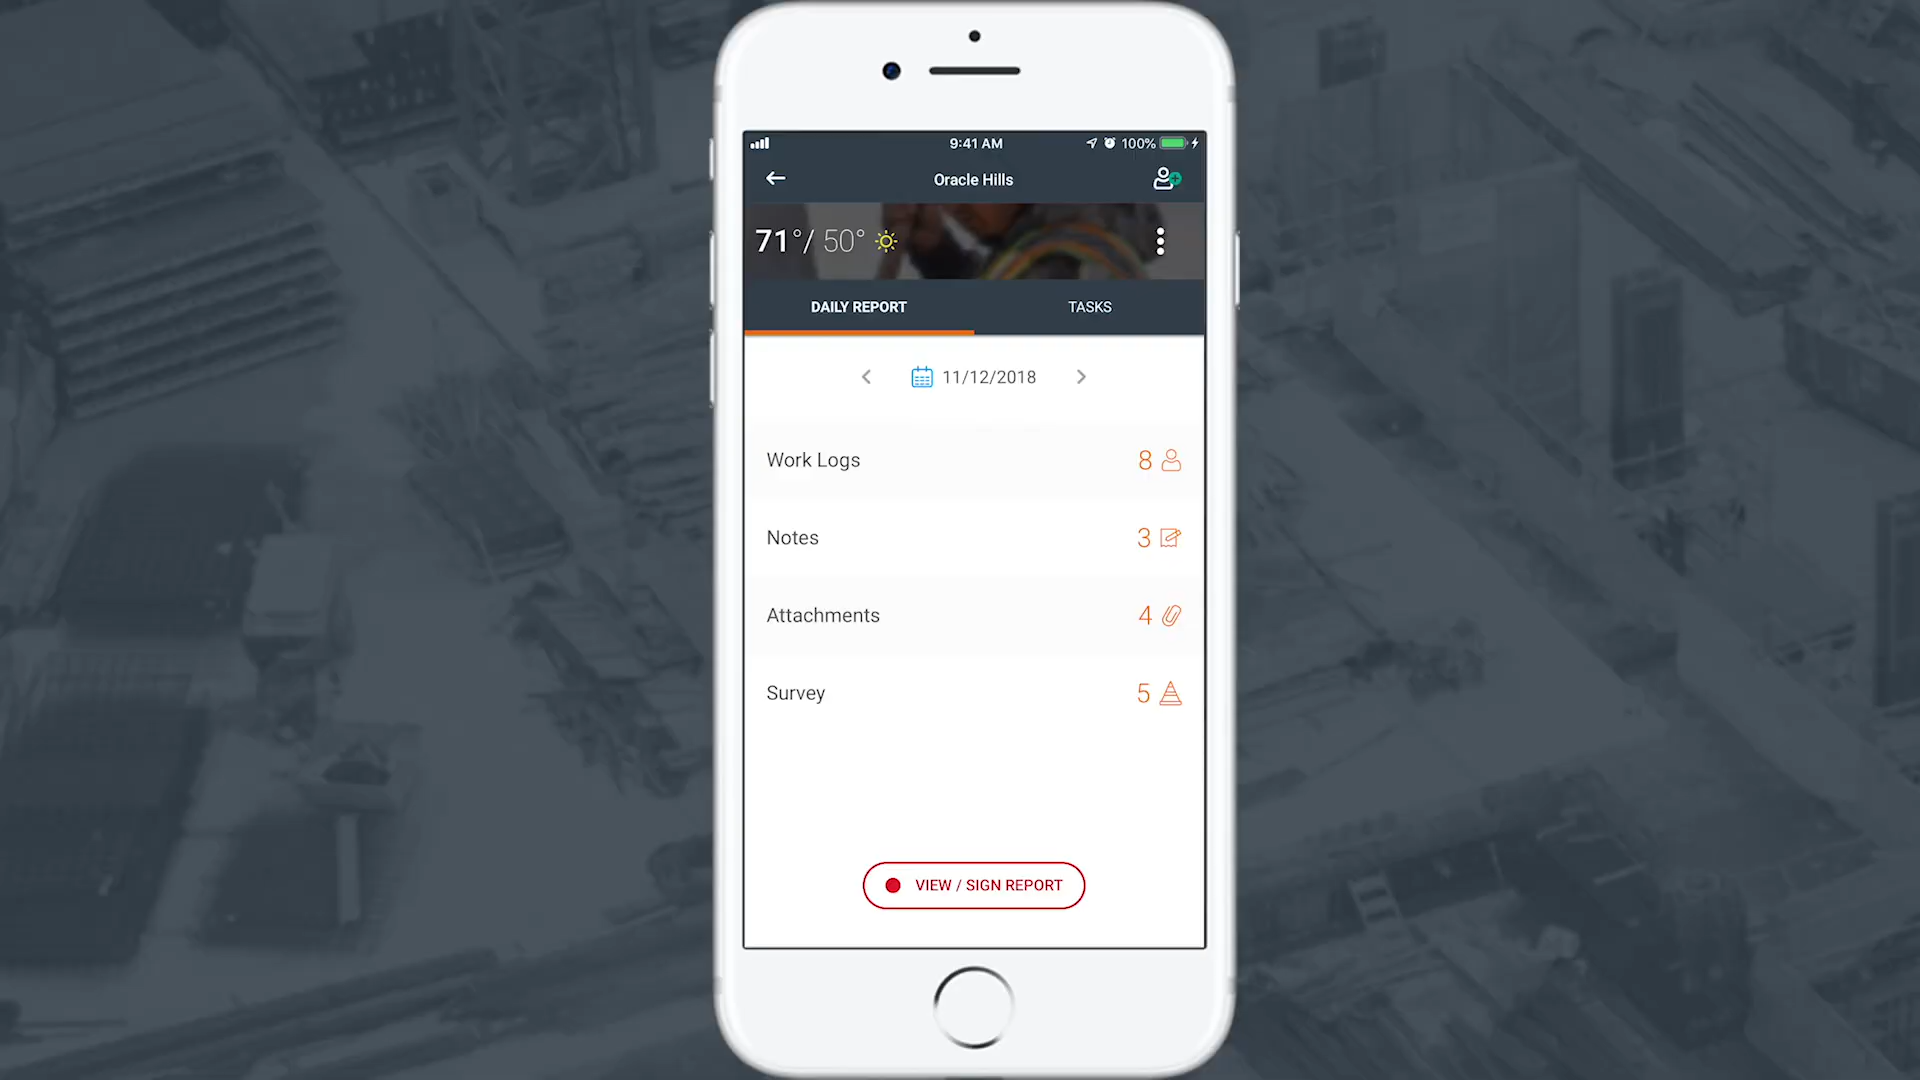 9:41 AM 100%
Oracle Hills
71°/ 50°
DAILY REPORT TASKS
11/12/2018
Work Logs 8
Notes 3
Attachments 4
Survey 5
VIEW / SIGN REPORT